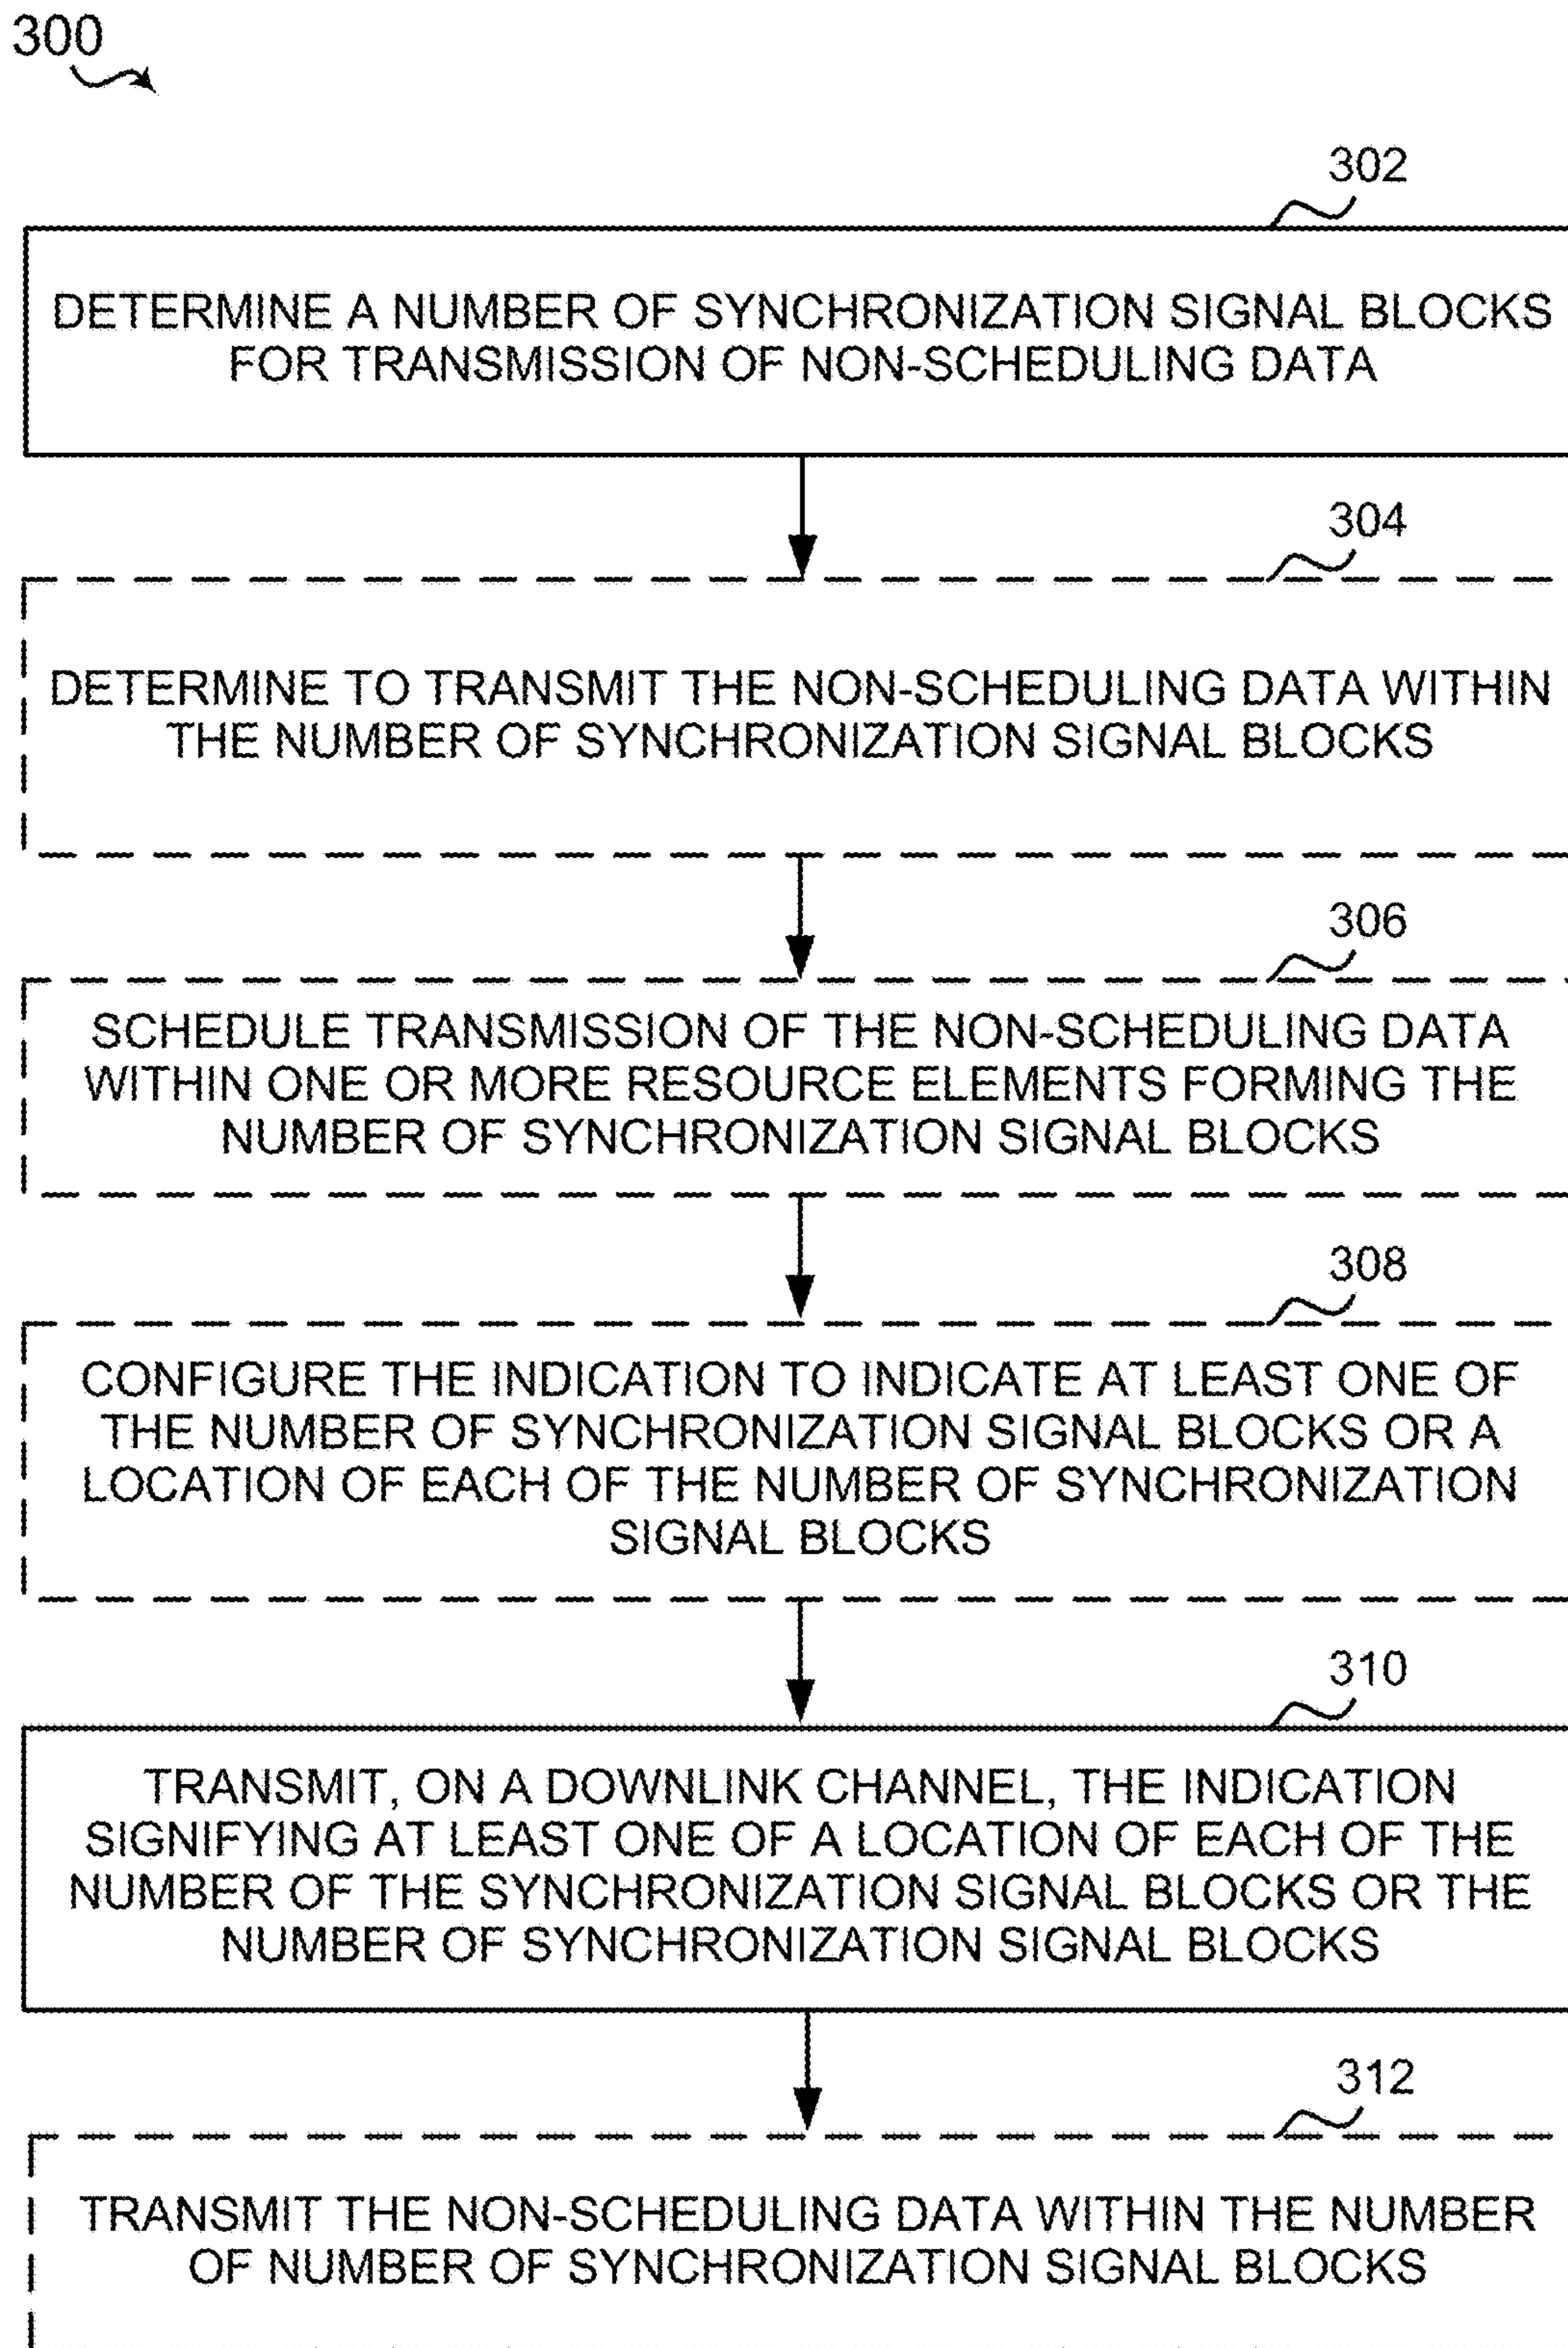 300
302
DETERMINE A NUMBER OF SYNCHRONIZATION SIGNAL BLOCKS
FOR TRANSMISSION OF NON-SCHEDULING DATA
304
DETERMINE TO TRANSMIT THE NON-SCHEDULING DATA WITHIN
THE NUMBER OF SYNCHRONIZATION SIGNAL BLOCKS
306
SCHEDULE TRANSMISSION OF THE NON-SCHEDULING DATA
WITHIN ONE OR MORE RESOURCE ELEMENTS FORMING THE
NUMBER OF SYNCHRONIZATION SIGNAL BLOCKS
308
CONFIGURE THE INDICATION TO INDICATE AT LEAST ONE OF
THE NUMBER OF SYNCHRONIZATION SIGNAL BLOCKS OR A
LOCATION OF EACH OF THE NUMBER OF SYNCHRONIZATION
SIGNAL BLOCKS
310
TRANSMIT, ON A DOWNLINK CHANNEL, THE INDICATION
SIGNIFYING AT LEAST ONE OF A LOCATION OF EACH OF THE
NUMBER OF THE SYNCHRONIZATION SIGNAL BLOCKS OR THE
NUMBER OF SYNCHRONIZATION SIGNAL BLOCKS
312
TRANSMIT THE NON-SCHEDULING DATA WITHIN THE NUMBER
OF NUMBER OF SYNCHRONIZATION SIGNAL BLOCKS